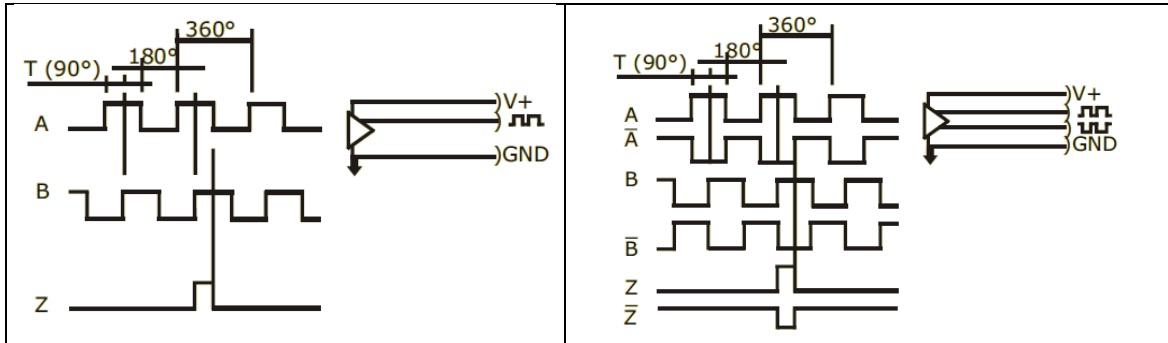 360°
180°
T (90°)
A
)V+
)
)GND
B
Z
360°
180°
T (90°)
A
A̅
)V+
)
)
)GND
B
B̅
Z
Z̅